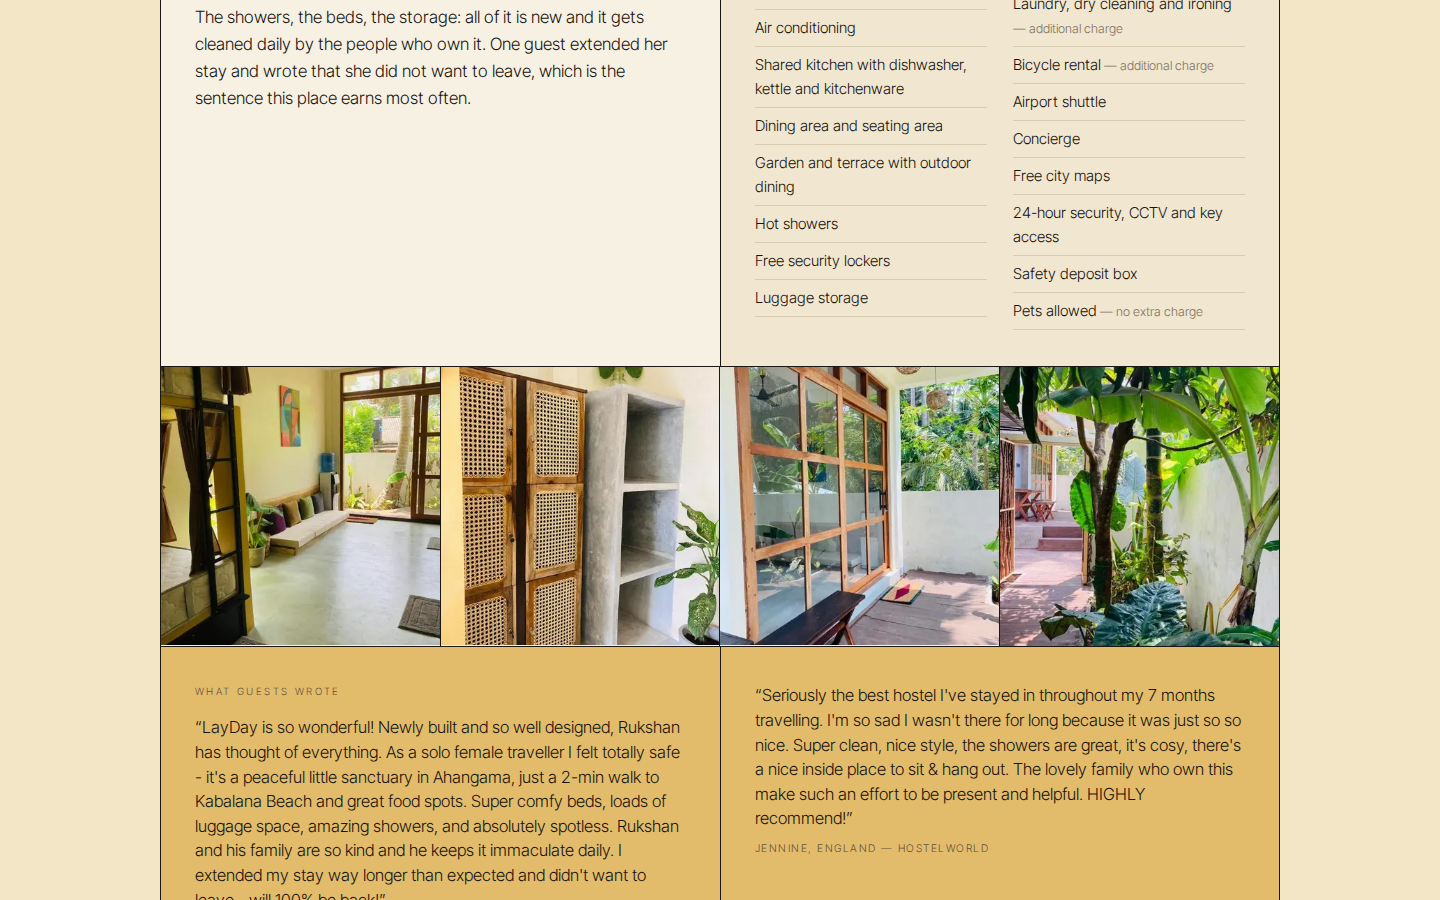 The showers, the beds, the storage: all of it is new and it gets
cleaned daily by the people who own it. One guest extended her
stay and wrote that she did not want to leave, which is the
sentence this place earns most often.
Air conditioning
Shared kitchen with dishwasher,
kettle and kitchenware
Dining area and seating area
Garden and terrace with outdoor
dining
Hot showers
Free security lockers
Luggage storage
Laundry, dry cleaning and ironing
— additional charge
Bicycle rental — additional charge
Airport shuttle
Concierge
Free city maps
24-hour security, CCTV and key
access
Safety deposit box
Pets allowed — no extra charge
WHAT GUESTS WROTE
“LayDay is so wonderful! Newly built and so well designed, Rukshan
has thought of everything. As a solo female traveller I felt totally safe
- it's a peaceful little sanctuary in Ahangama, just a 2-min walk to
Kabalana Beach and great food spots. Super comfy beds, loads of
luggage space, amazing showers, and absolutely spotless. Rukshan
and his family are so kind and he keeps it immaculate daily. I
extended my stay way longer than expected and didn't want to
leave - will 100% be back!”
“Seriously the best hostel I've stayed in throughout my 7 months
travelling. I'm so sad I wasn't there for long because it was just so so
nice. Super clean, nice style, the showers are great, it's cosy, there's
a nice inside place to sit & hang out. The lovely family who own this
make such an effort to be present and helpful. HIGHLY
recommend!”
JENNINE, ENGLAND — HOSTELWORLD